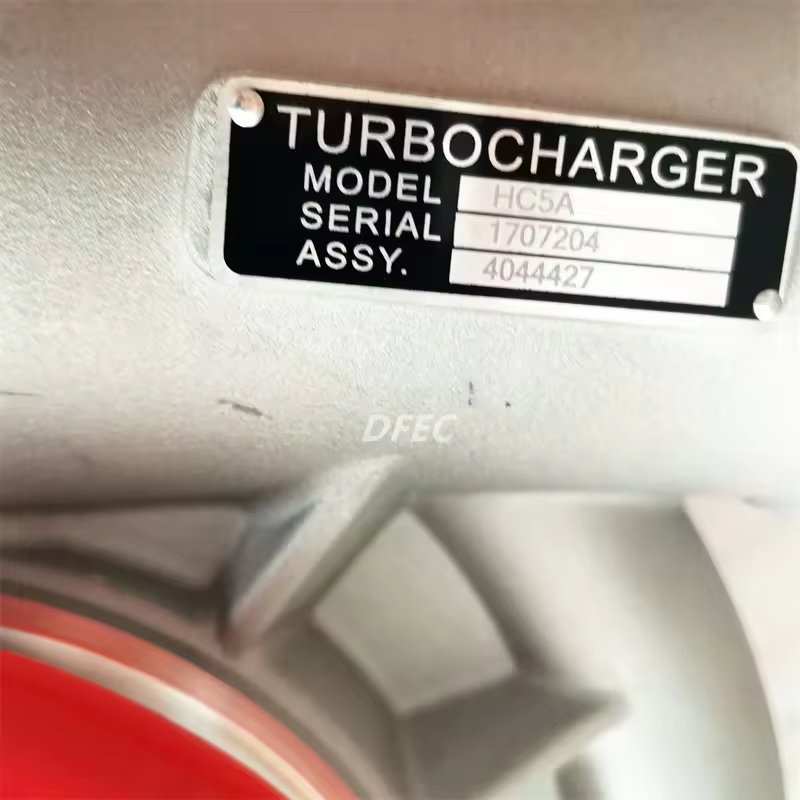 TURBOCHARGER
MODEL HC5A
SERIAL 1707204
ASSY. 4044427
DFEC